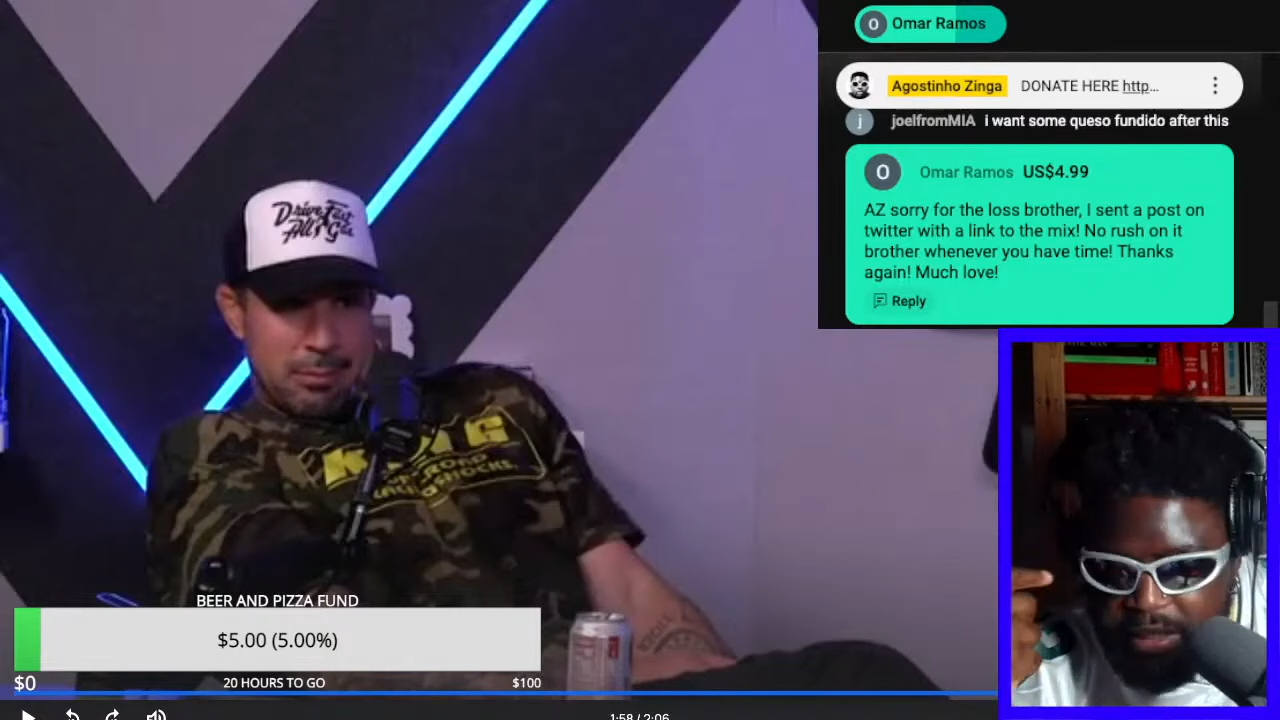 Omar Ramos
Agostinho Zinga DONATE HERE http...
joelfromMIA i want some queso fundido after this
O Omar Ramos US$4.99
AZ sorry for the loss brother, I sent a post on
twitter with a link to the mix! No rush on it
brother whenever you have time! Thanks
again! Much love!
Reply
Drive Fast
BEER AND PIZZA FUND
$5.00 (5.00%)
$0 20 HOURS TO GO $100
1:58 / 2:06